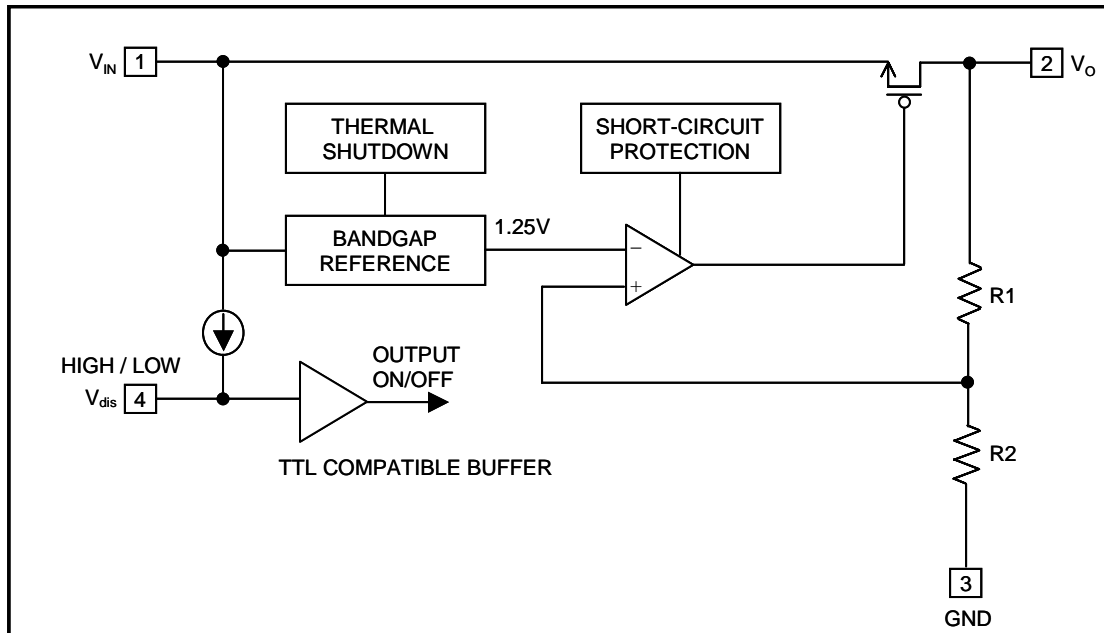 V_IN 1
2 V_O
THERMAL
SHUTDOWN
SHORT-CIRCUIT
PROTECTION
BANDGAP
REFERENCE
1.25V
−
+
R1
HIGH / LOW
V_dis 4
OUTPUT
ON/OFF
TTL COMPATIBLE BUFFER
R2
3
GND